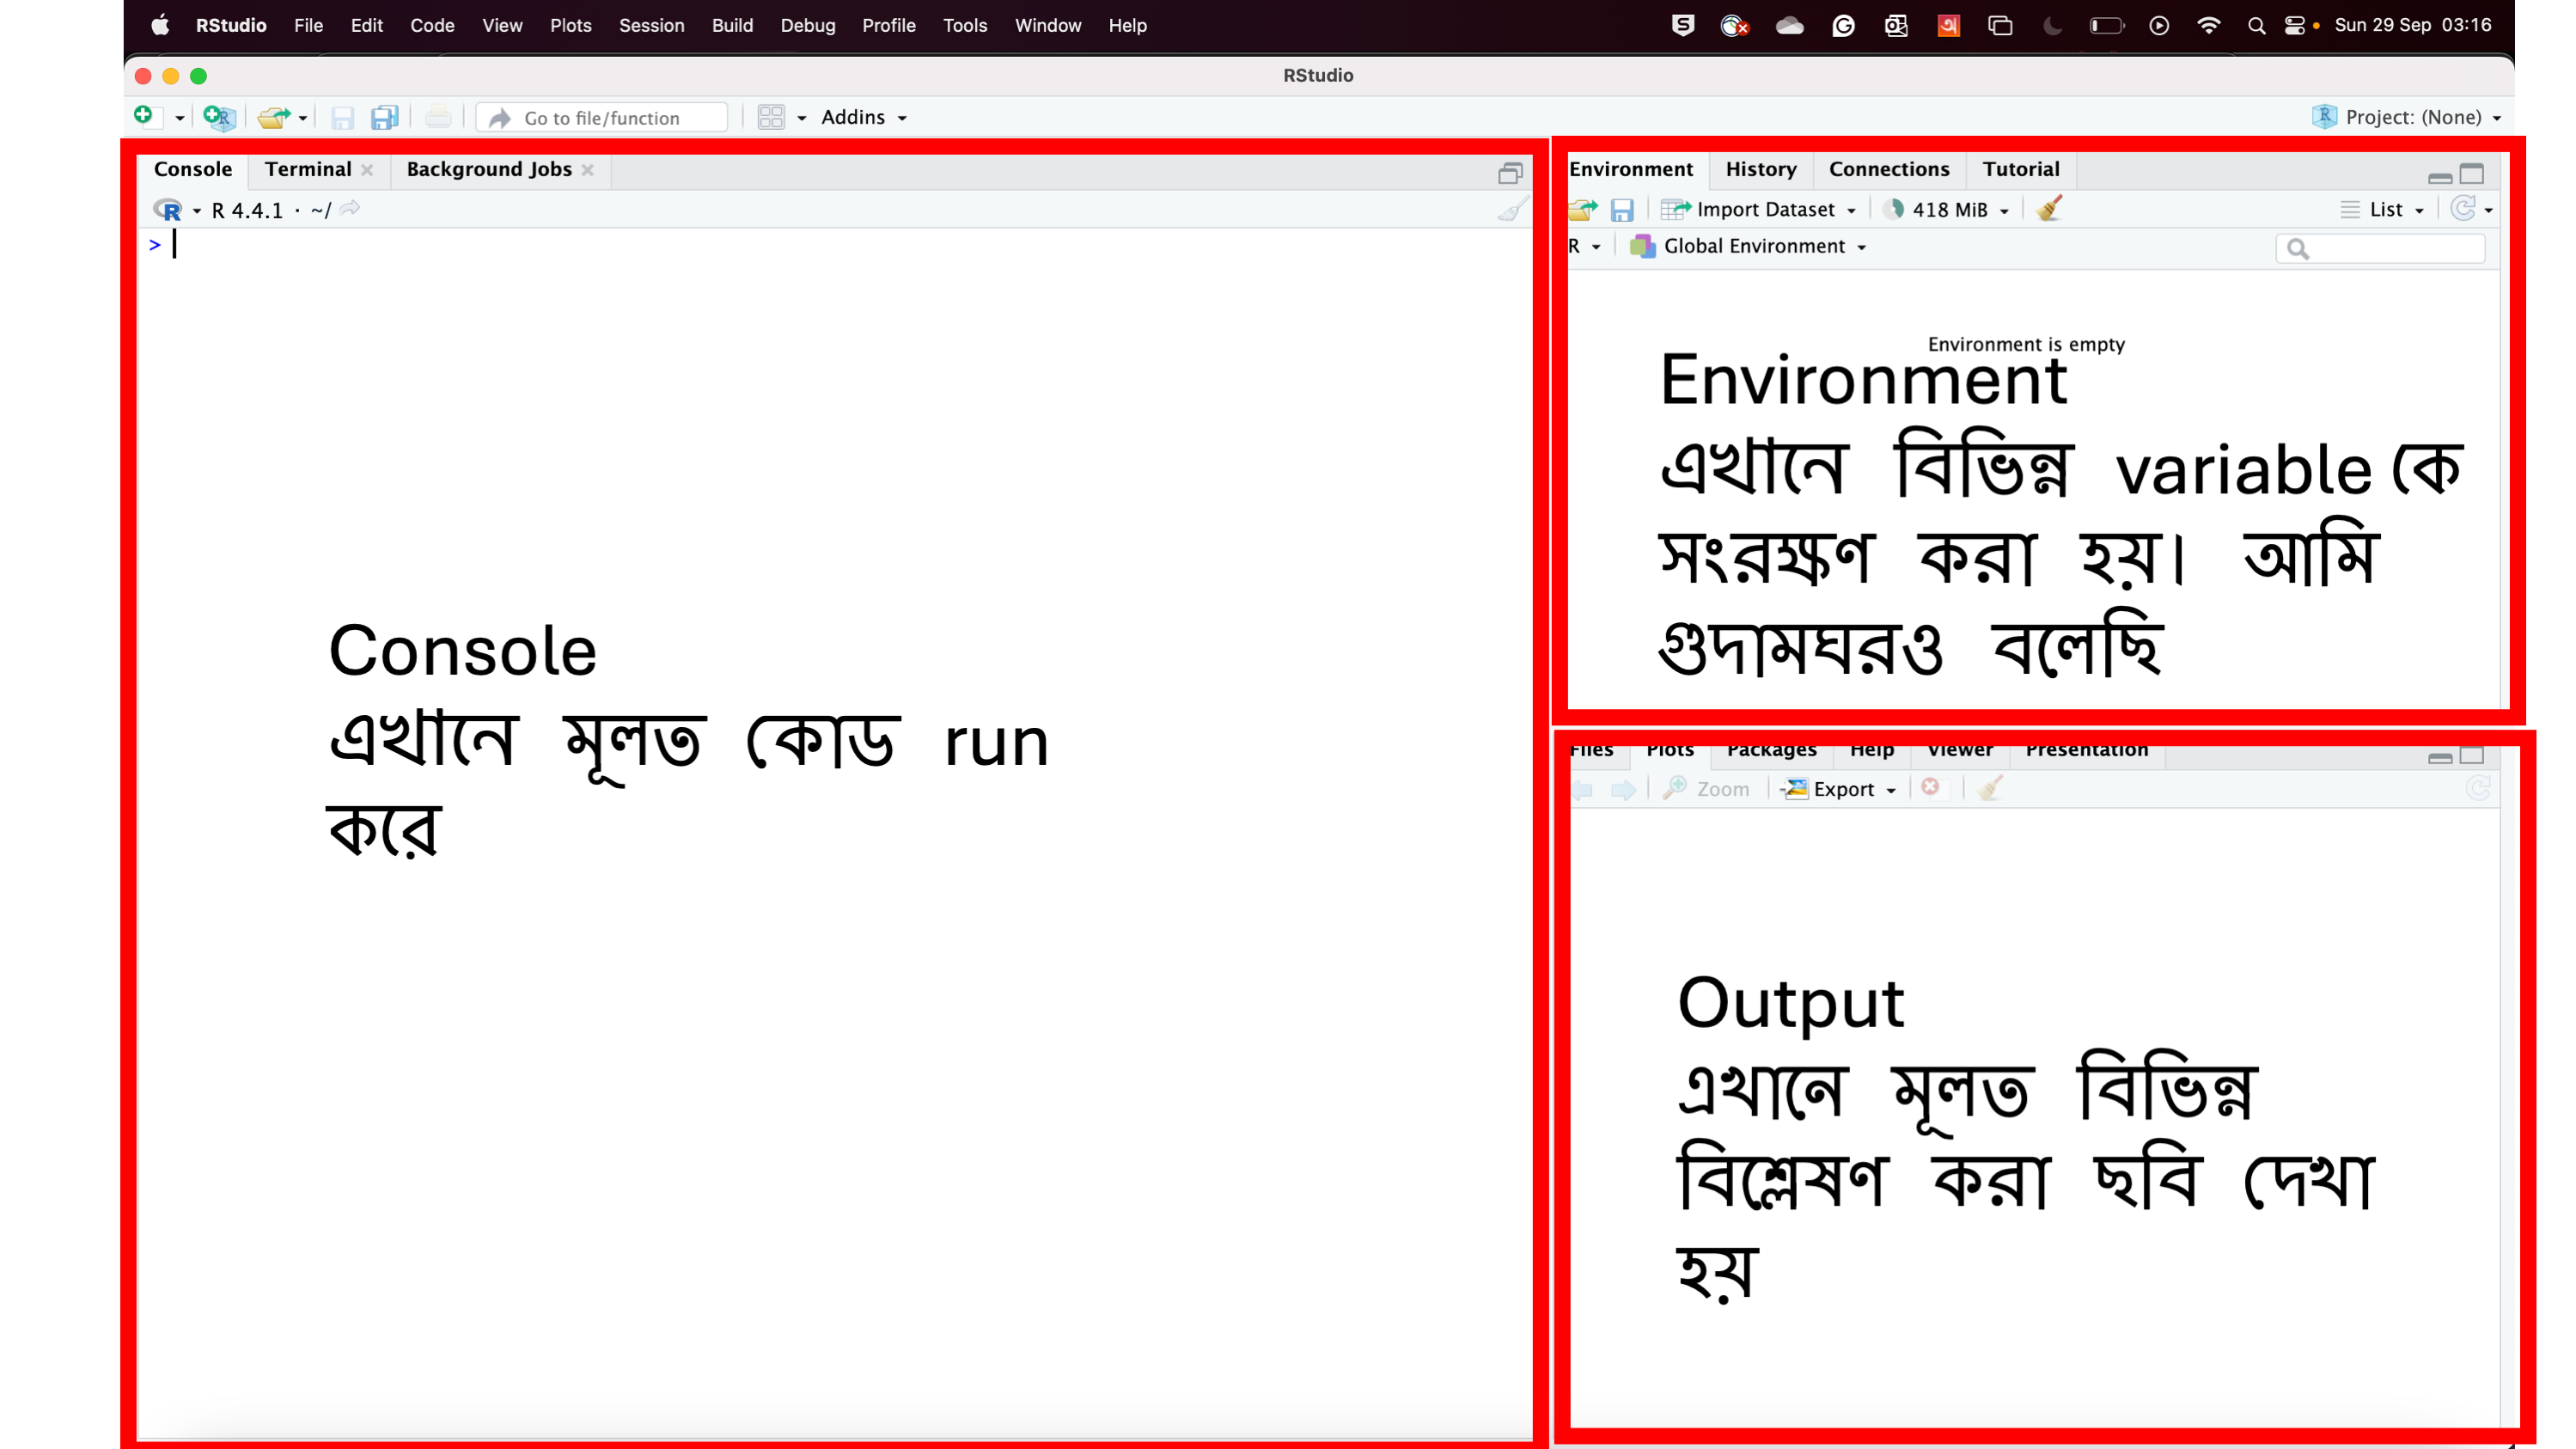 RStudio File Edit Code View Plots Session Build Debug Profile Tools Window Help Sun 29 Sep 03:16
RStudio
Go to file/function Addins Project: (None)
Console Terminal Background Jobs
R 4.4.1 · ~/
>
Console
এখানে মূলত কোড run
করে
Environment History Connections Tutorial
Import Dataset 418 MiB List
R Global Environment
Environment is empty
Environment
এখানে বিভিন্ন variable কে
সংরক্ষণ করা হয়। আমি
গুদামঘরও বলেছি
Files Plots Packages Help Viewer Presentation
Zoom Export
Output
এখানে মূলত বিভিন্ন
বিশ্লেষণ করা ছবি দেখা
হয়